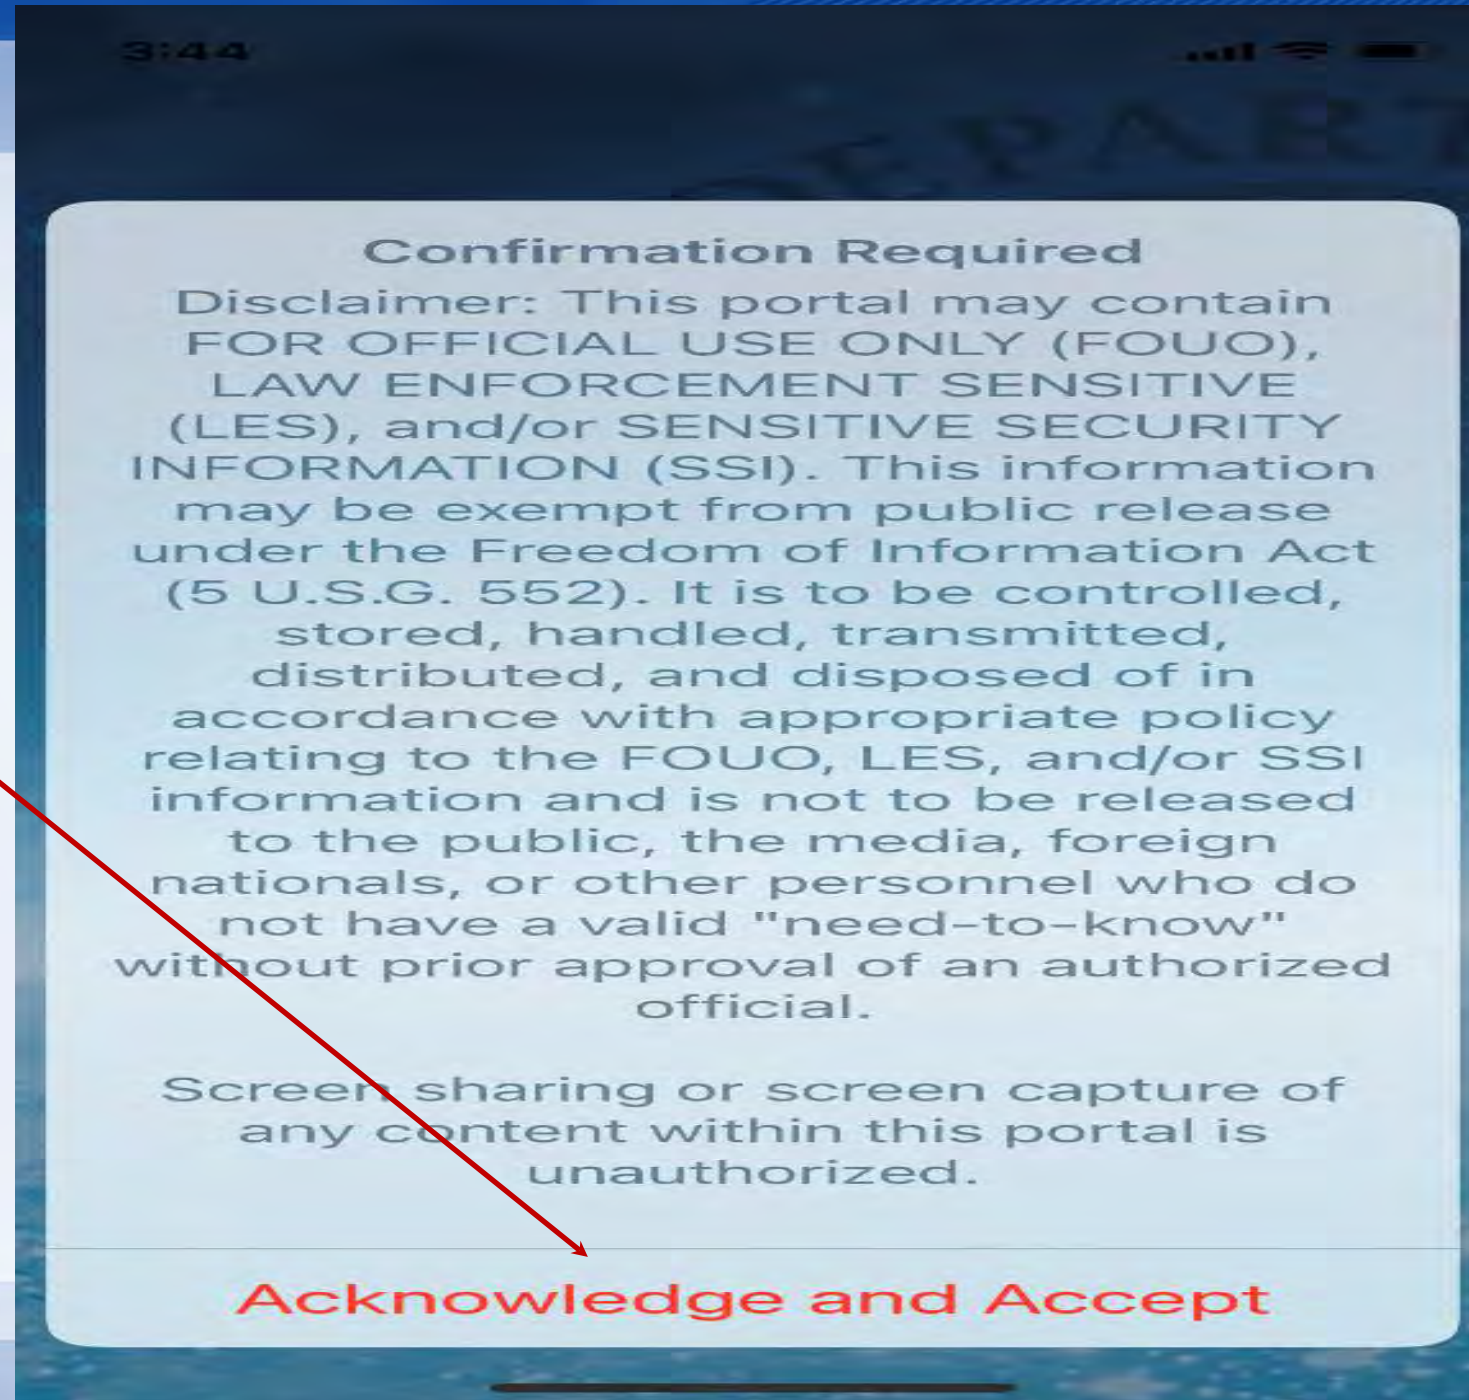 3:44
DEPART
Confirmation Required
Disclaimer: This portal may contain
FOR OFFICIAL USE ONLY (FOUO),
LAW ENFORCEMENT SENSITIVE
(LES), and/or SENSITIVE SECURITY
INFORMATION (SSI). This information
may be exempt from public release
under the Freedom of Information Act
(5 U.S.G. 552). It is to be controlled,
stored, handled, transmitted,
distributed, and disposed of in
accordance with appropriate policy
relating to the FOUO, LES, and/or SSI
information and is not to be released
to the public, the media, foreign
nationals, or other personnel who do
not have a valid "need-to-know"
without prior approval of an authorized
official.
Screen sharing or screen capture of
any content within this portal is
unauthorized.
Acknowledge and Accept